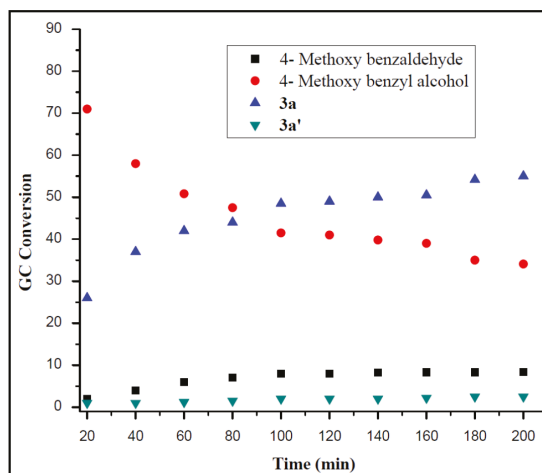 90
80
70
60
50
40
30
20
10
0
GC Conversion
4- Methoxy benzaldehyde
4- Methoxy benzyl alcohol
3a
3a'
20 40 60 80 100 120 140 160 180 200
Time (min)